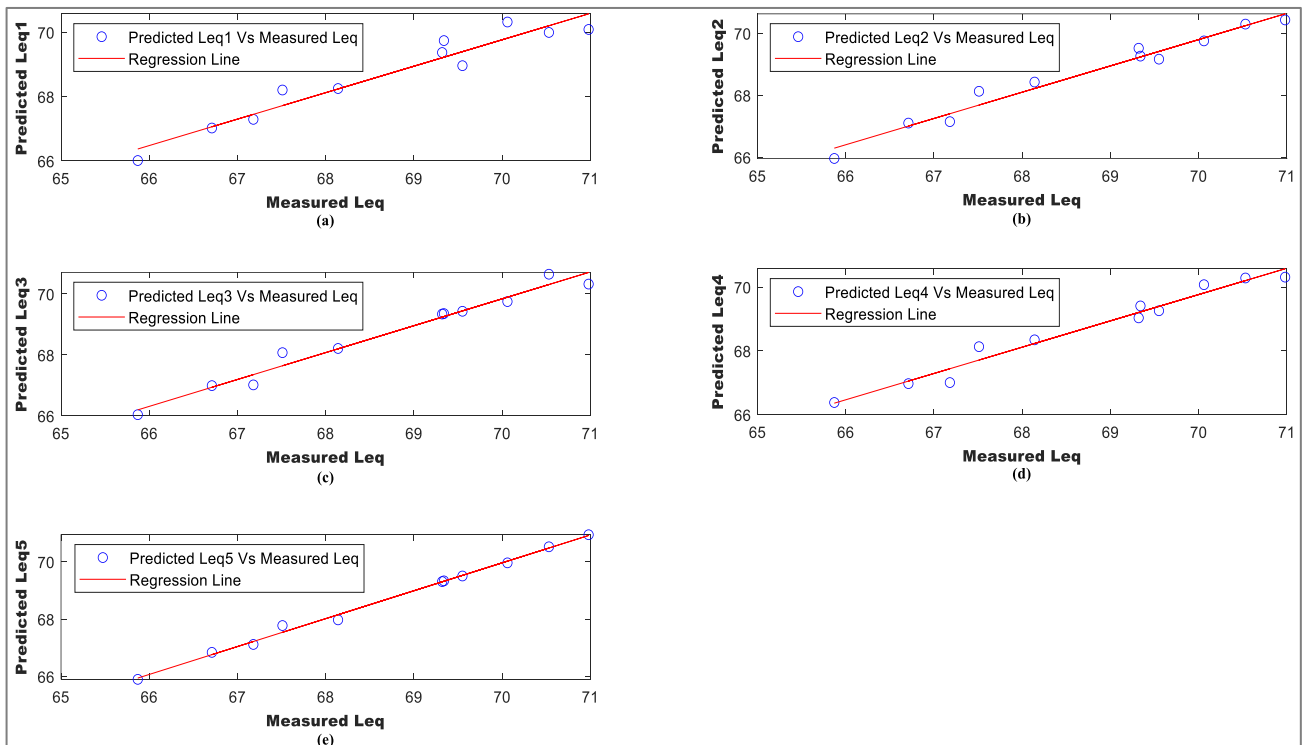 Predicted Leq1
70
68
66
Predicted Leq1 Vs Measured Leq
Regression Line
65 66 67 68 69 70 71
Measured Leq
(a)
Predicted Leq2
70
68
66
Predicted Leq2 Vs Measured Leq
Regression Line
65 66 67 68 69 70 71
Measured Leq
(b)
Predicted Leq3
70
68
66
Predicted Leq3 Vs Measured Leq
Regression Line
65 66 67 68 69 70 71
Measured Leq
(c)
Predicted Leq4
70
68
66
Predicted Leq4 Vs Measured Leq
Regression Line
65 66 67 68 69 70 71
Measured Leq
(d)
Predicted Leq5
70
68
66
Predicted Leq5 Vs Measured Leq
Regression Line
65 66 67 68 69 70 71
Measured Leq
(e)